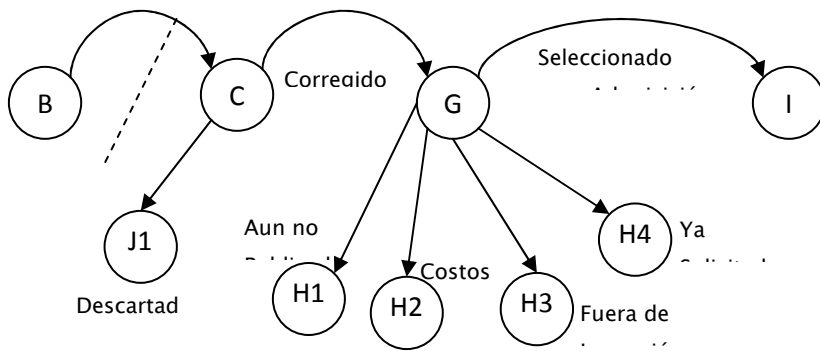 Seleccionado
B
C
Corregido
G
I
J1
Aun no
H4
Ya
Costos
H1
H2
H3
Descartad
Fuera de